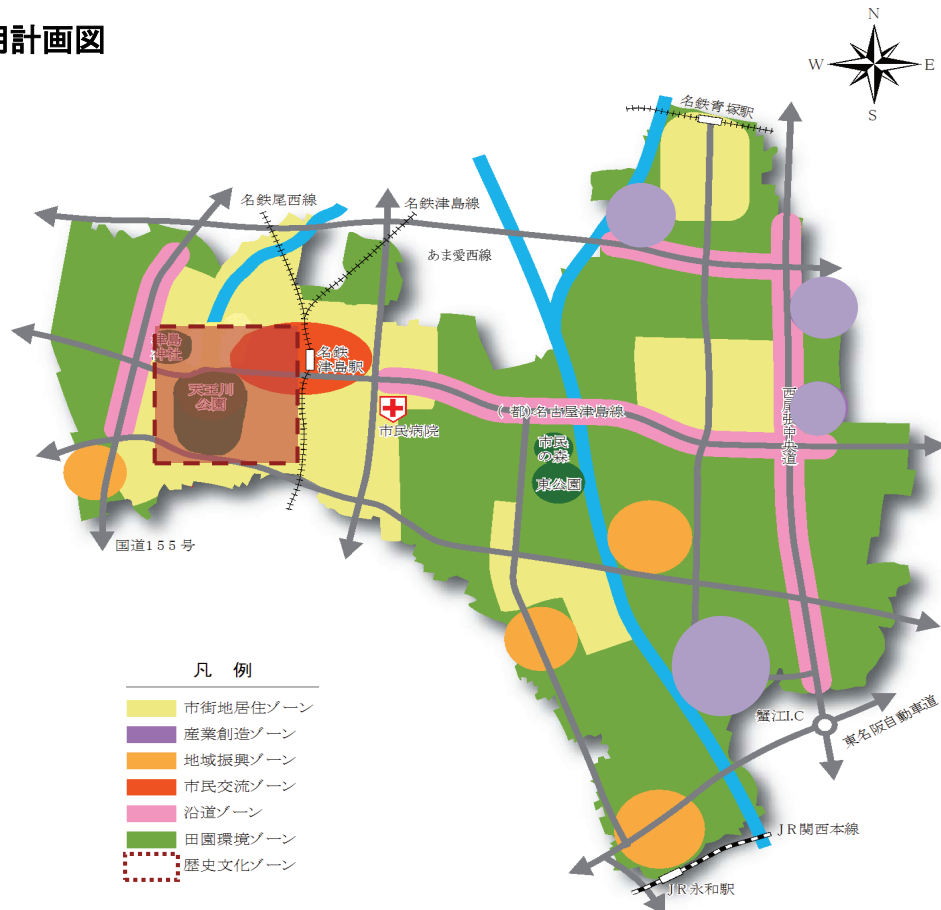 用計画図
N
W
E
S
名鉄青塚駅
名鉄尾西線
名鉄津島線
あま愛西線
津島
神社
名鉄
津島駅
天王川
公園
(都)名古屋津島線
西尾張中央道
市民病院
市民
の森
東公園
国道155号
凡 例
市街地居住ゾーン
産業創造ゾーン
地域振興ゾーン
市民交流ゾーン
沿道ゾーン
田園環境ゾーン
歴史文化ゾーン
蟹江I.C
東名阪自動車道
JR関西本線
JR永和駅